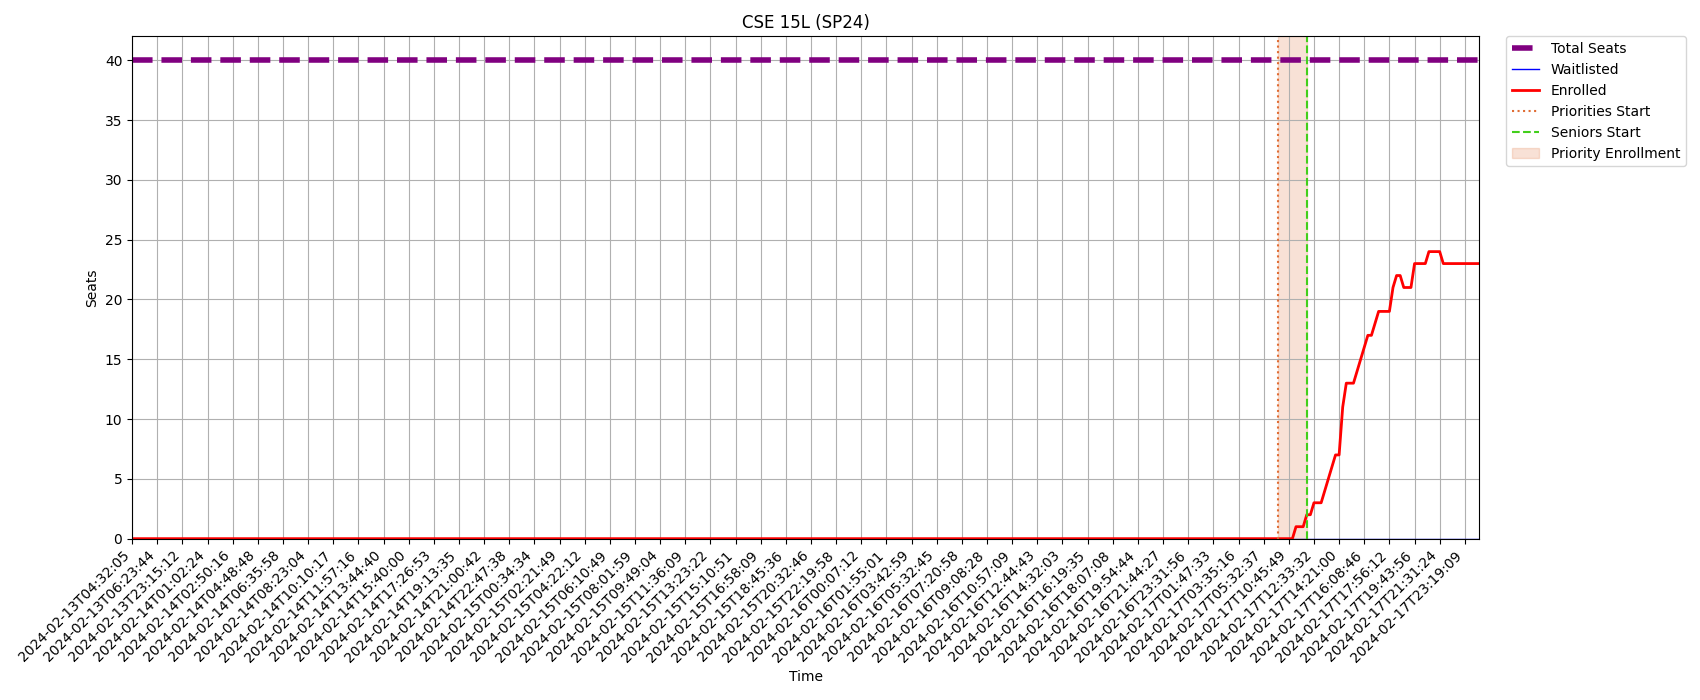 CSE 15L (SP24)
Total Seats
Waitlisted
Enrolled
Priorities Start
Seniors Start
Priority Enrollment
Seats
40
35
30
25
20
15
10
5
0
2024-02-13T04:32:05
2024-02-13T06:23:44
2024-02-13T23:15:12
2024-02-14T01:02:24
2024-02-14T02:50:16
2024-02-14T04:48:48
2024-02-14T06:35:58
2024-02-14T08:23:04
2024-02-14T10:10:17
2024-02-14T11:57:16
2024-02-14T13:44:40
2024-02-14T15:40:00
2024-02-14T17:26:53
2024-02-14T19:13:35
2024-02-14T21:00:42
2024-02-14T22:47:38
2024-02-15T00:34:34
2024-02-15T02:21:49
2024-02-15T04:22:12
2024-02-15T06:10:49
2024-02-15T08:01:59
2024-02-15T09:49:04
2024-02-15T11:36:09
2024-02-15T13:23:22
2024-02-15T15:10:51
2024-02-15T16:58:09
2024-02-15T18:45:36
2024-02-15T20:32:46
2024-02-15T22:19:58
2024-02-16T00:07:12
2024-02-16T01:55:01
2024-02-16T03:42:59
2024-02-16T05:32:45
2024-02-16T07:20:58
2024-02-16T09:08:28
2024-02-16T10:57:09
2024-02-16T12:44:43
2024-02-16T14:32:03
2024-02-16T16:19:35
2024-02-16T18:07:08
2024-02-16T19:54:44
2024-02-16T21:44:27
2024-02-16T23:31:56
2024-02-17T01:47:33
2024-02-17T03:35:16
2024-02-17T05:32:37
2024-02-17T10:45:49
2024-02-17T12:33:32
2024-02-17T14:21:00
2024-02-17T16:08:46
2024-02-17T17:56:12
2024-02-17T19:43:56
2024-02-17T21:31:24
2024-02-17T23:19:09
Time